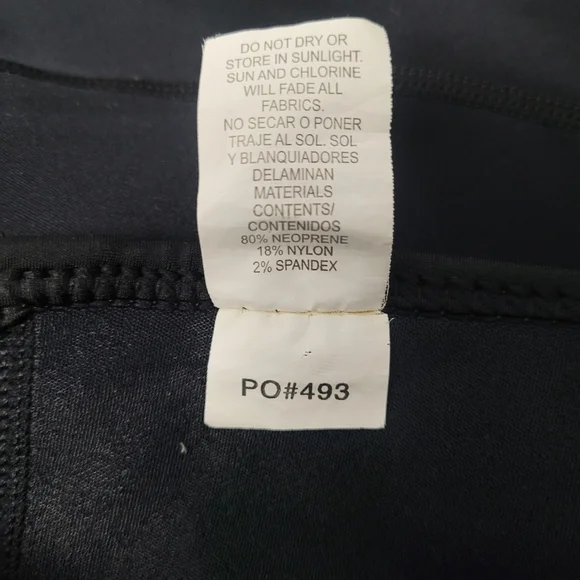 DO NOT DRY OR
STORE IN SUNLIGHT.
SUN AND CHLORINE
WILL FADE ALL
FABRICS.
NO SECAR O PONER
TRAJE AL SOL. SOL
Y BLANQUIADORES
DELAMINAN
MATERIALS
CONTENTS/
CONTENIDOS
80% NEOPRENE
18% NYLON
2% SPANDEX
PO#493